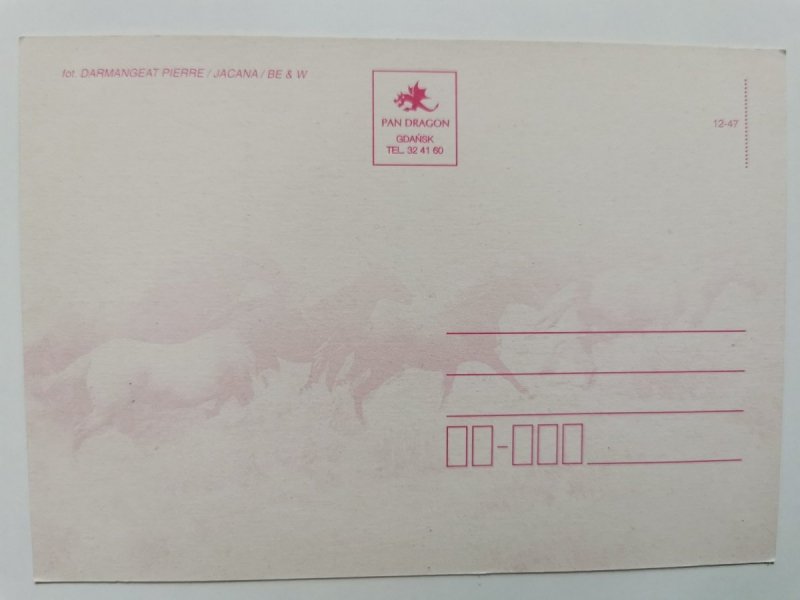 fot. DARMANGEAT PIERRE / JACANA / BE & W
PAN DRAGON
GDAŃSK
TEL. 32 41 60
12-47